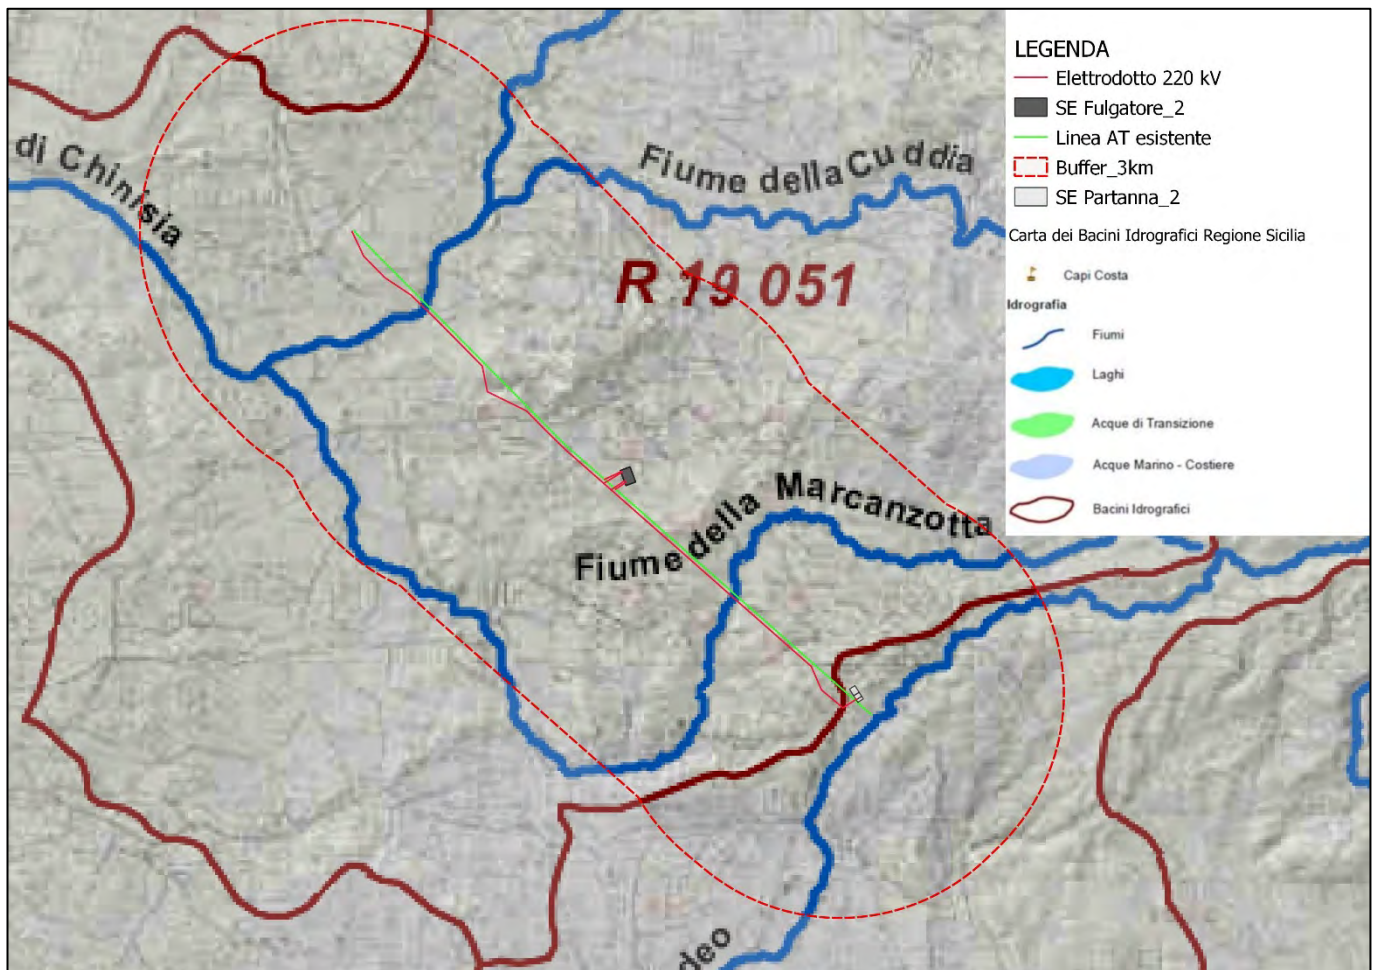 LEGENDA
Elettrodotto 220 kV
SE Fulgatore_2
Linea AT esistente
Buffer_3km
SE Partanna_2
Carta dei Bacini Idrografici Regione Sicilia
Capi Costa
Idrografia
Fiumi
Laghi
Acque di Transizione
Acque Marino - Costiere
Bacini Idrografici
di Chinisia
Fiume della Cuddia
R 19 051
Fiume della Marcanzotta
deo